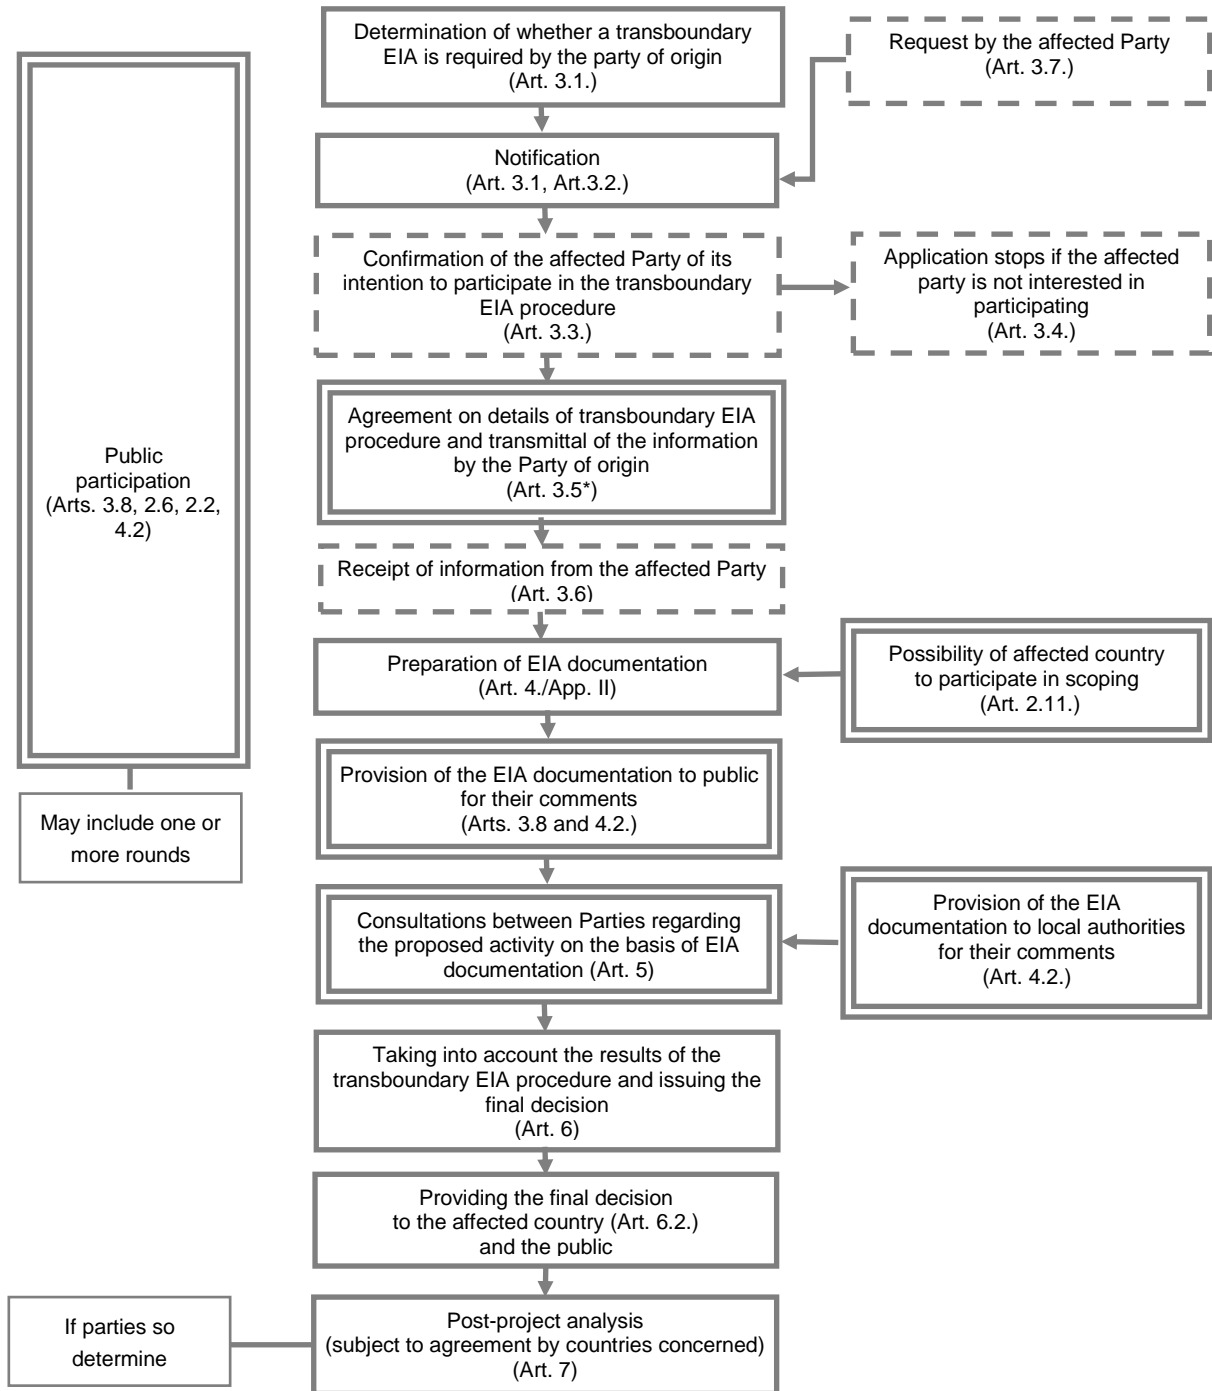 Determination of whether a transboundary
EIA is required by the party of origin
(Art. 3.1.)
Request by the affected Party
(Art. 3.7.)
Notification
(Art. 3.1, Art.3.2.)
Confirmation of the affected Party of its
intention to participate in the transboundary
EIA procedure
(Art. 3.3.)
Application stops if the affected
party is not interested in
participating
(Art. 3.4.)
Agreement on details of transboundary EIA
procedure and transmittal of the information
by the Party of origin
(Art. 3.5*)
Public
participation
(Arts. 3.8, 2.6, 2.2,
4.2)
Receipt of information from the affected Party
(Art. 3.6)
Preparation of EIA documentation
(Art. 4./App. II)
Possibility of affected country
to participate in scoping
(Art. 2.11.)
Provision of the EIA documentation to public
for their comments
(Arts. 3.8 and 4.2.)
May include one or
more rounds
Consultations between Parties regarding
the proposed activity on the basis of EIA
documentation (Art. 5)
Provision of the EIA
documentation to local authorities
for their comments
(Art. 4.2.)
Taking into account the results of the
transboundary EIA procedure and issuing the
final decision
(Art. 6)
Providing the final decision
to the affected country (Art. 6.2.)
and the public
If parties so
determine
Post-project analysis
(subject to agreement by countries concerned)
(Art. 7)